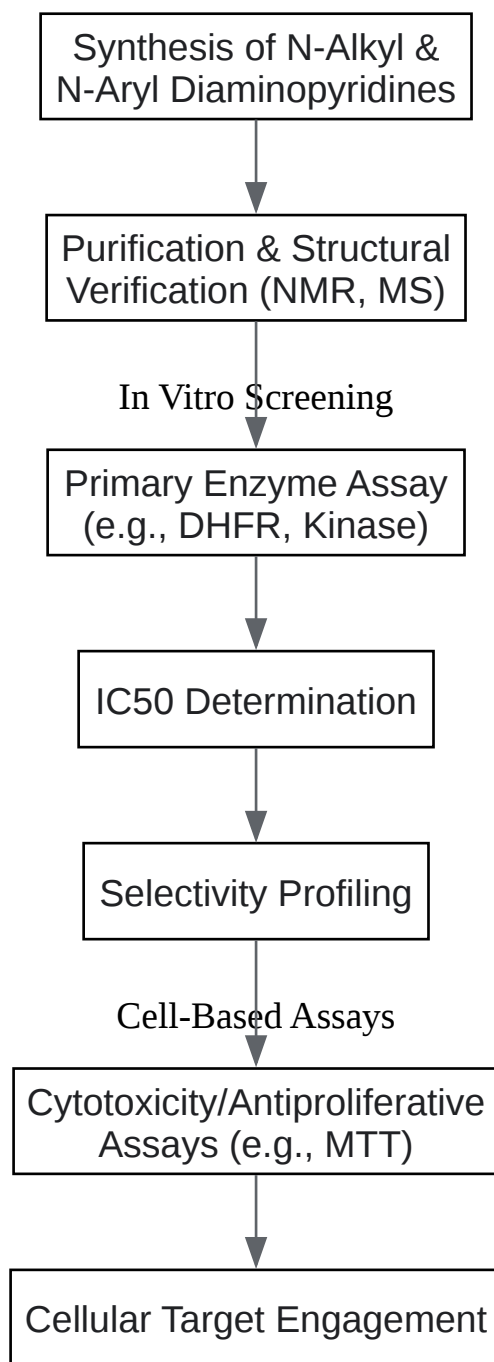 Synthesis of N-Alkyl &
N-Aryl Diaminopyridines
Purification & Structural
Verification (NMR, MS)
In Vitro Screening
Primary Enzyme Assay
(e.g., DHFR, Kinase)
IC50 Determination
Selectivity Profiling
Cell-Based Assays
Cytotoxicity/Antiproliferative
Assays (e.g., MTT)
Cellular Target Engagement